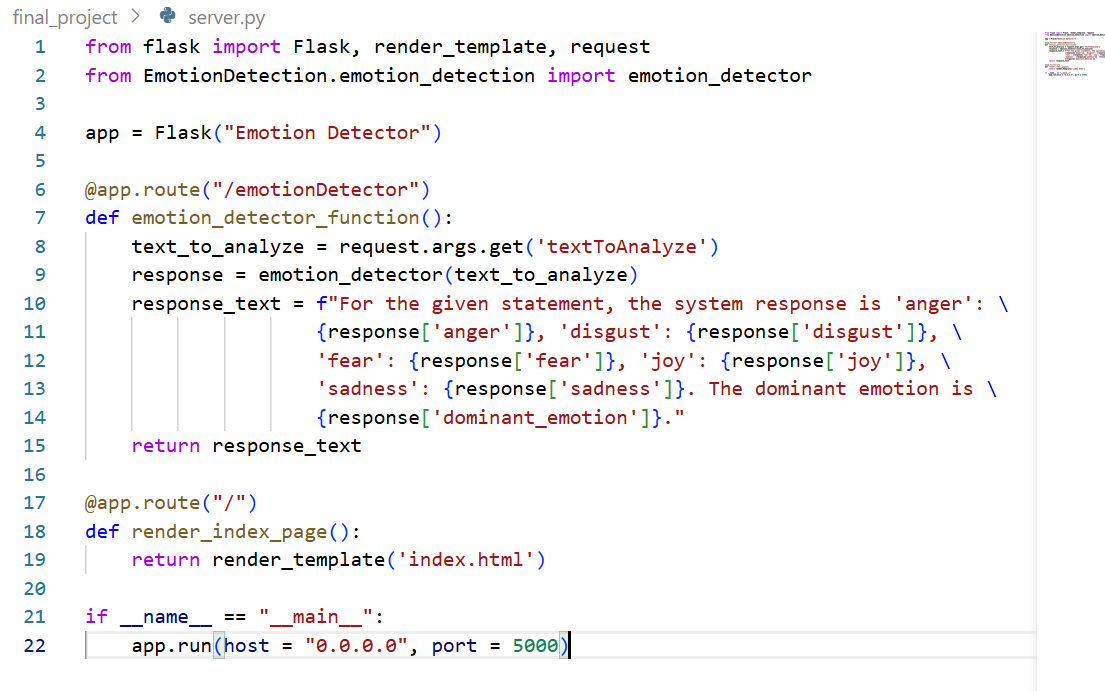 final_project > server.py
1 from flask import Flask, render_template, request
2 from EmotionDetection.emotion_detection import emotion_detector
3
4 app = Flask("Emotion Detector")
5
6 @app.route("/emotionDetector")
7 def emotion_detector_function():
8     text_to_analyze = request.args.get('textToAnalyze')
9     response = emotion_detector(text_to_analyze)
10     response_text = f"For the given statement, the system response is 'anger': \
11                     {response['anger']}, 'disgust': {response['disgust']}, \
12                     'fear': {response['fear']}, 'joy': {response['joy']}, \
13                     'sadness': {response['sadness']}. The dominant emotion is \
14                     {response['dominant_emotion']}."
15     return response_text
16
17 @app.route("/")
18 def render_index_page():
19     return render_template('index.html')
20
21 if __name__ == "__main__":
22     app.run(host = "0.0.0.0", port = 5000)